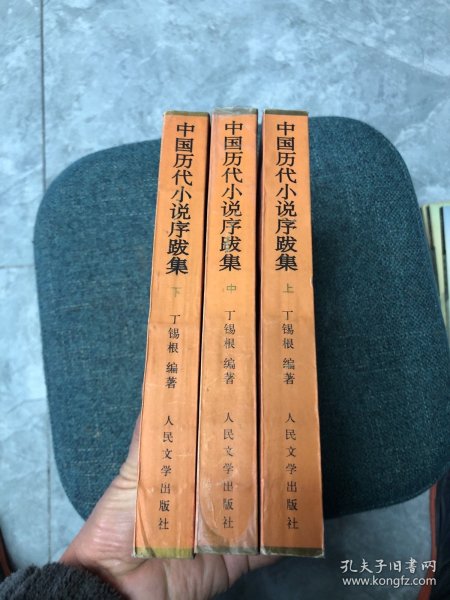 中国历代小说序跋集
下
丁锡根 编著
人民文学出版社
中国历代小说序跋集
中
丁锡根 编著
人民文学出版社
中国历代小说序跋集
上
丁锡根 编著
人民文学出版社
孔夫子旧书网
www.kongfz.com